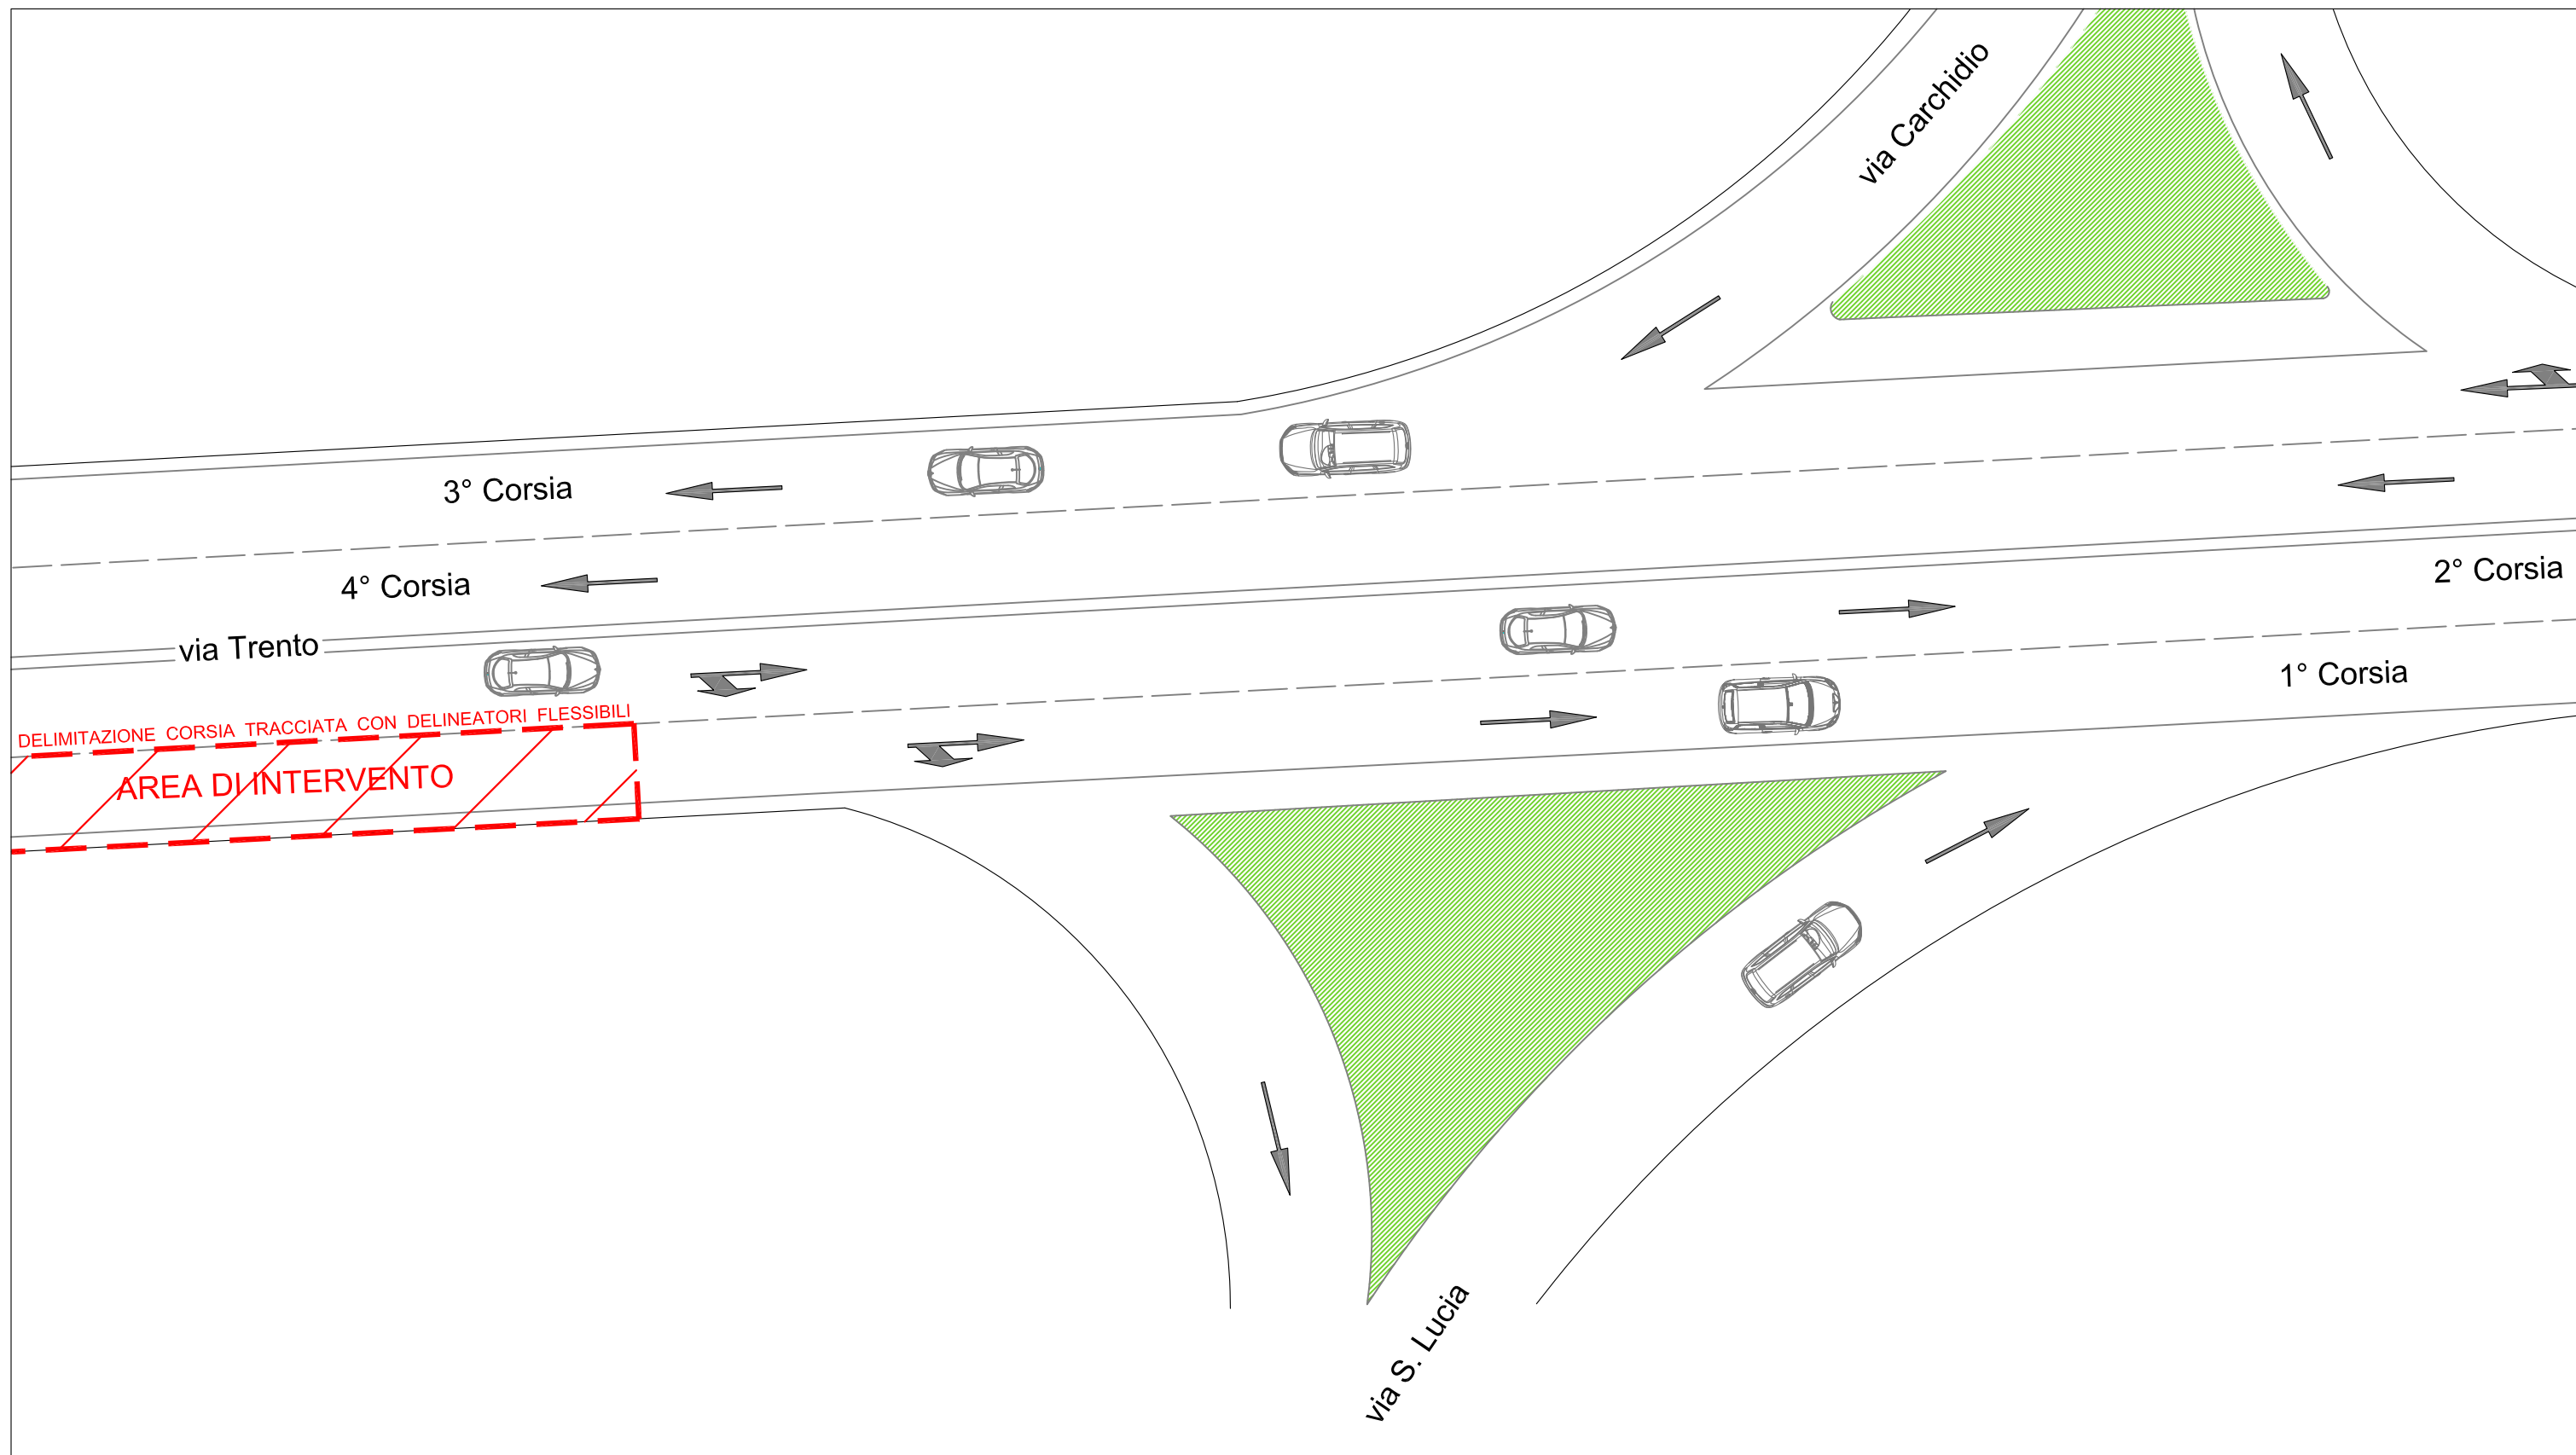 via Carchidio
3° Corsia
4° Corsia
2° Corsia
via Trento
1° Corsia
DELIMITAZIONE CORSIA TRACCIATA CON DELINEATORI FLESSIBILI
AREA DI INTERVENTO
via S. Lucia